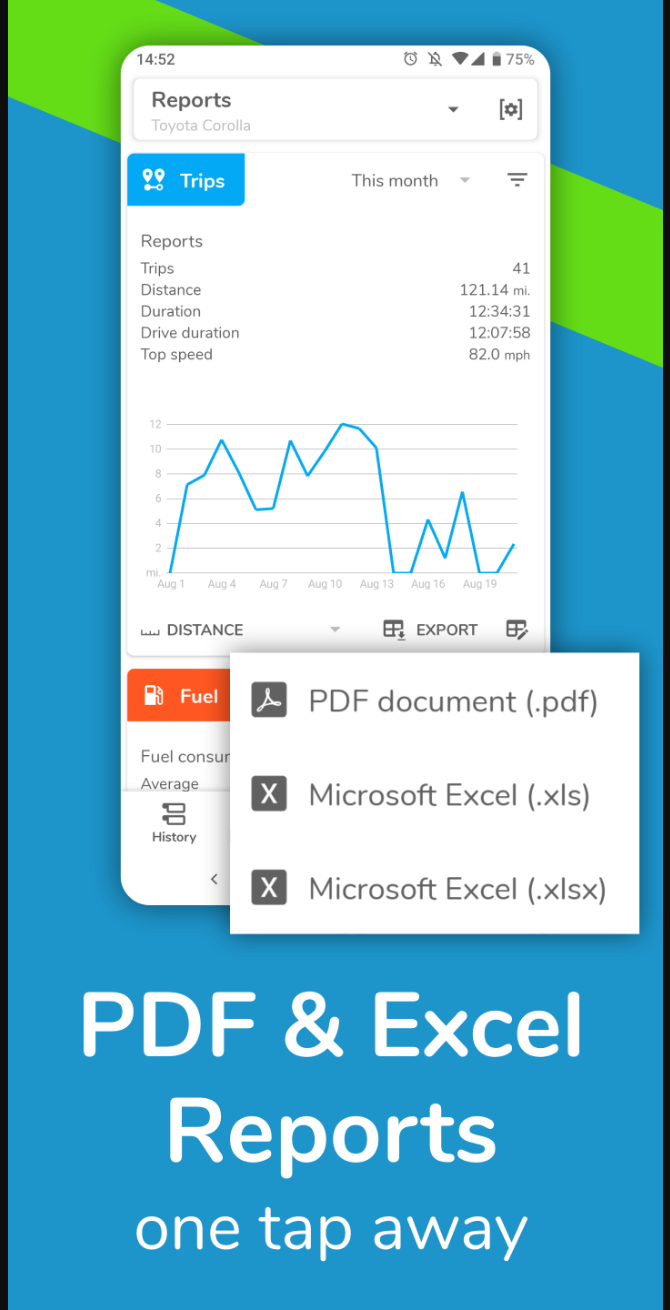 14:52 75%
Reports
Toyota Corolla
Trips This month
Reports
Trips 41
Distance 121.14 mi.
Duration 12:34:31
Drive duration 12:07:58
Top speed 82.0 mph
12
10
8
6
4
2
mi.
Aug 1 Aug 4 Aug 7 Aug 10 Aug 13 Aug 16 Aug 19
DISTANCE EXPORT
Fuel
PDF document (.pdf)
Fuel consu
Average
Microsoft Excel (.xls)
History
Microsoft Excel (.xlsx)
PDF & Excel
Reports
one tap away